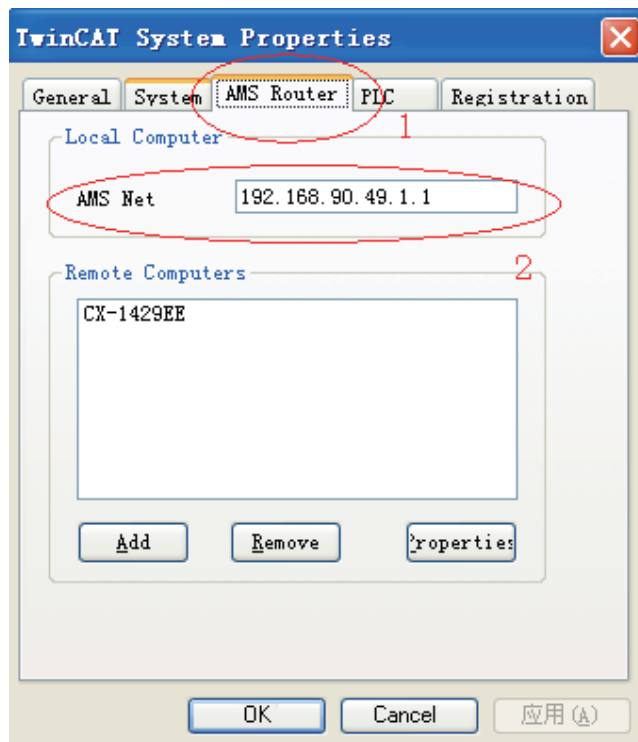 TwinCAT System Properties
General System AMS Router PLC Registration
1
Local Computer
AMS Net 192.168.90.49.1.1
2
Remote Computers
CX-1429EE
Add Remove Properties
OK Cancel 应用(A)